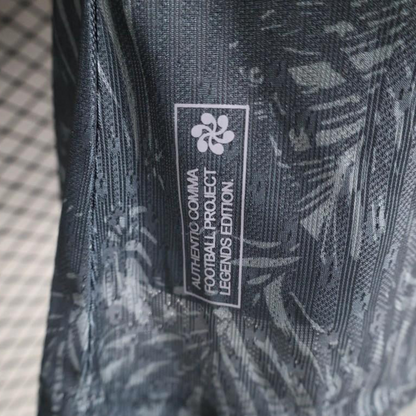 AUTHENTIC COMMA
FOOTBALL PROJECT
LEGENDS EDITION.